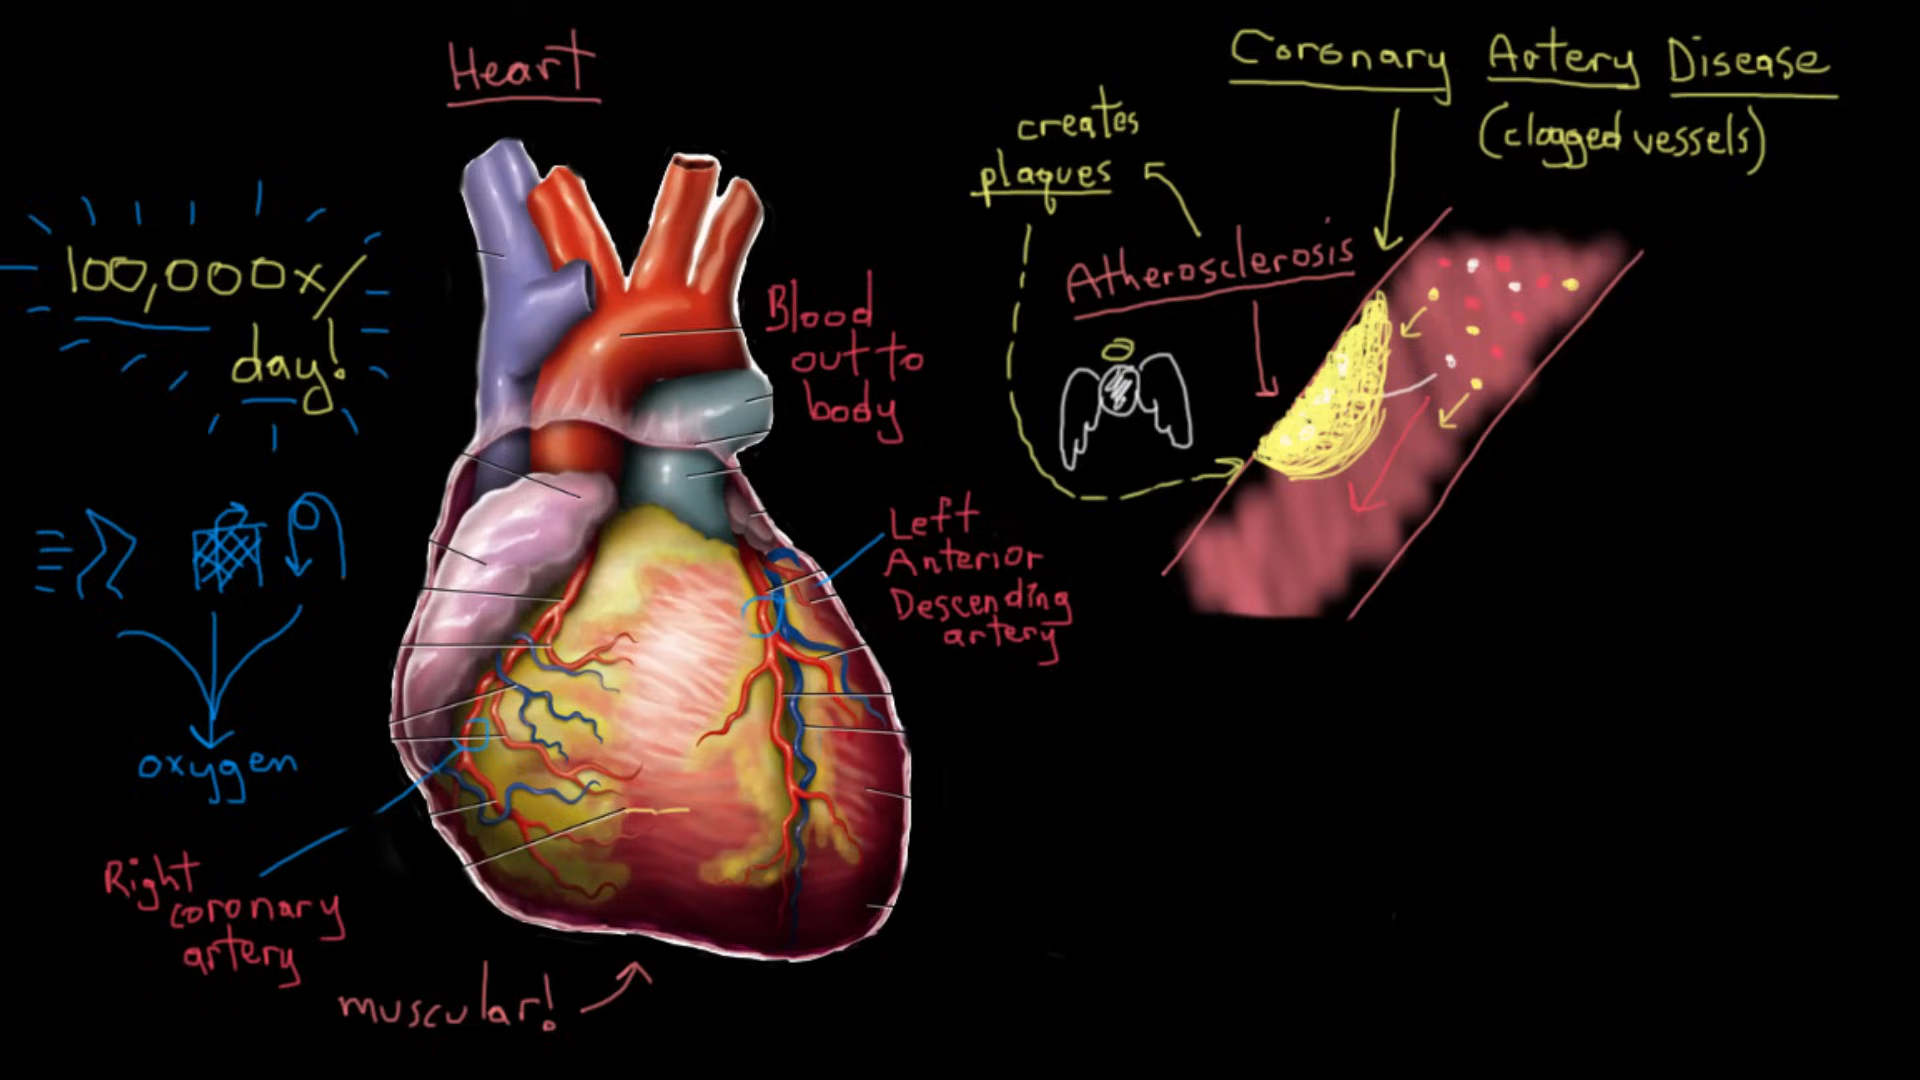 Heart
100,000x/
day!
oxygen
Right
coronary
artery
muscular!
Blood
out to
body
Left
Anterior
Descending
artery
Coronary Artery Disease
(clogged vessels)
creates
plaques
Atherosclerosis